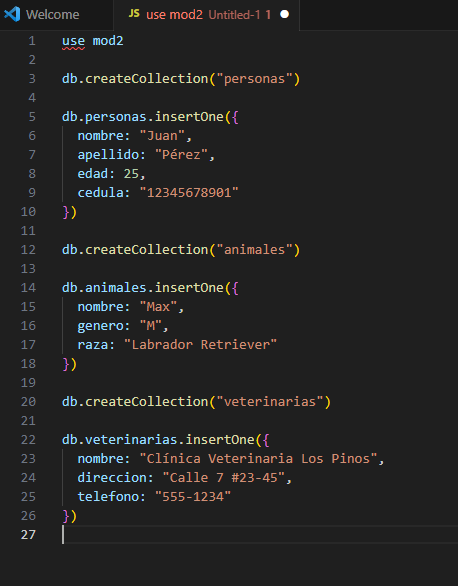 Welcome
JS use mod2 Untitled-1 1
1 use mod2
2
3 db.createCollection("personas")
4
5 db.personas.insertOne({
6 nombre: "Juan",
7 apellido: "Pérez",
8 edad: 25,
9 cedula: "12345678901"
10 })
11
12 db.createCollection("animales")
13
14 db.animales.insertOne({
15 nombre: "Max",
16 genero: "M",
17 raza: "Labrador Retriever"
18 })
19
20 db.createCollection("veterinarias")
21
22 db.veterinarias.insertOne({
23 nombre: "Clínica Veterinaria Los Pinos",
24 direccion: "Calle 7 #23-45",
25 telefono: "555-1234"
26 })
27